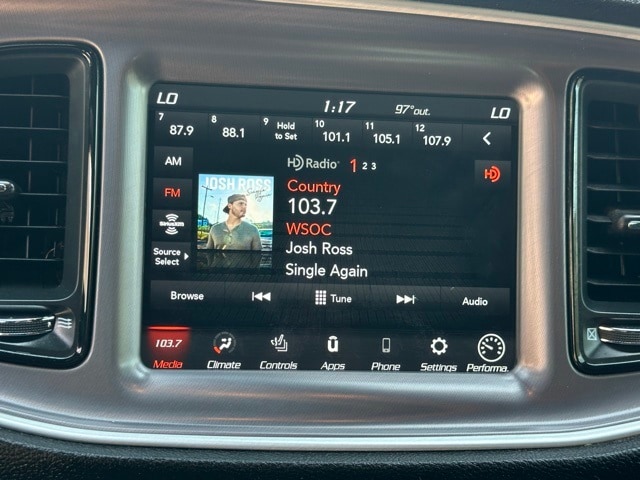 LO 1:17 97°out. LO
7 87.9 8 88.1 9 Hold to Set 10 101.1 11 105.1 12 107.9
AM
HD Radio 1 2 3
HD
FM
JOSH ROSS
Country
103.7
SiriusXM
WSOC
Source Select
Josh Ross
Single Again
Browse Tune Audio
103.7
Media Climate Controls Apps Phone Settings Performa.